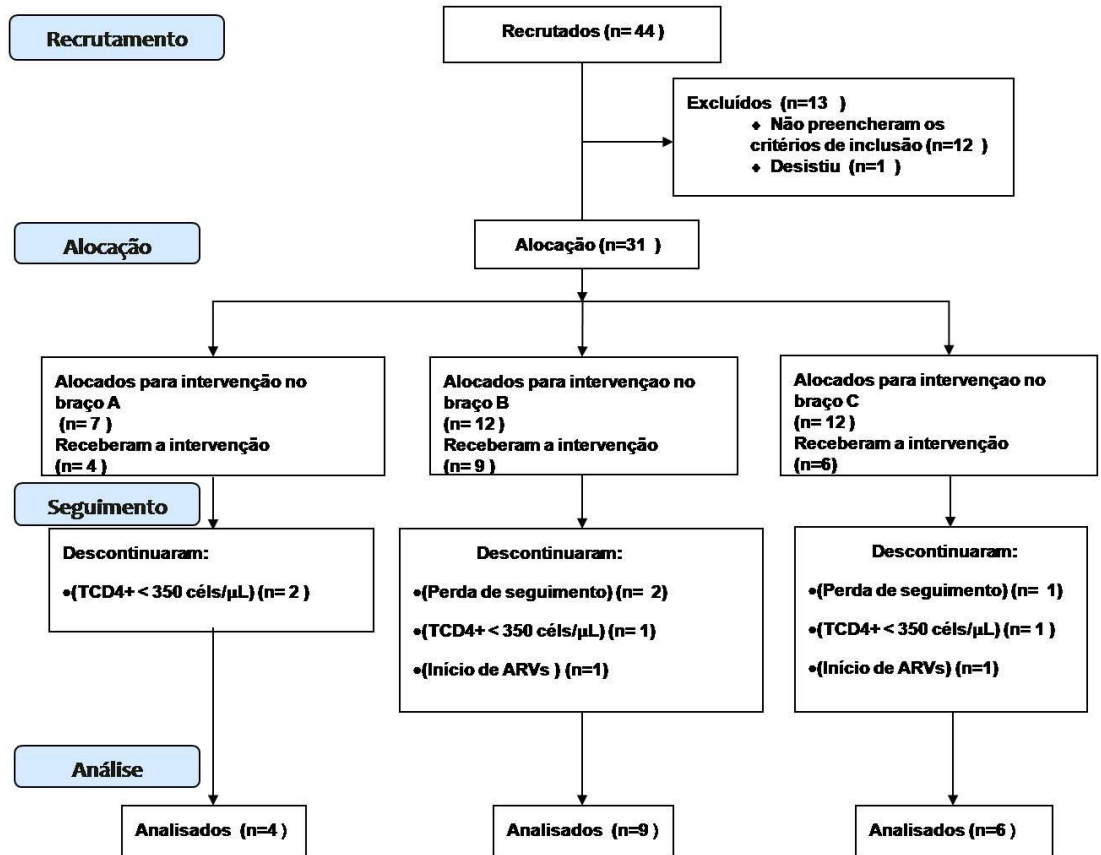 Recrutamento
Recrutados (n= 44 )
Excluídos (n=13 )
♦ Não preencheram os
critérios de inclusão (n=12 )
♦ Desistiu (n=1 )
Alocação
Alocação (n=31 )
Alocados para intervenção no
braço A
(n= 7 )
Receberam a intervenção
(n= 4 )
Alocados para intervençao no
braço B
(n= 12 )
Receberam a intervenção
(n= 9 )
Alocados para intervençao no
braço C
(n= 12 )
Receberam a intervenção
(n=6)
Seguimento
Descontinuaram:
•(TCD4+ < 350 céls/µL) (n= 2 )
Descontinuaram:
•(Perda de seguimento) (n= 2)
•(TCD4+ < 350 céls/µL) (n= 1)
•(Início de ARVs ) (n=1)
Descontinuaram:
•(Perda de seguimento) (n= 1)
•(TCD4+ < 350 céls/µL) (n= 1 )
•(Início de ARVs) (n=1)
Análise
Analisados (n=4 )
Analisados (n=9 )
Analisados (n=6 )